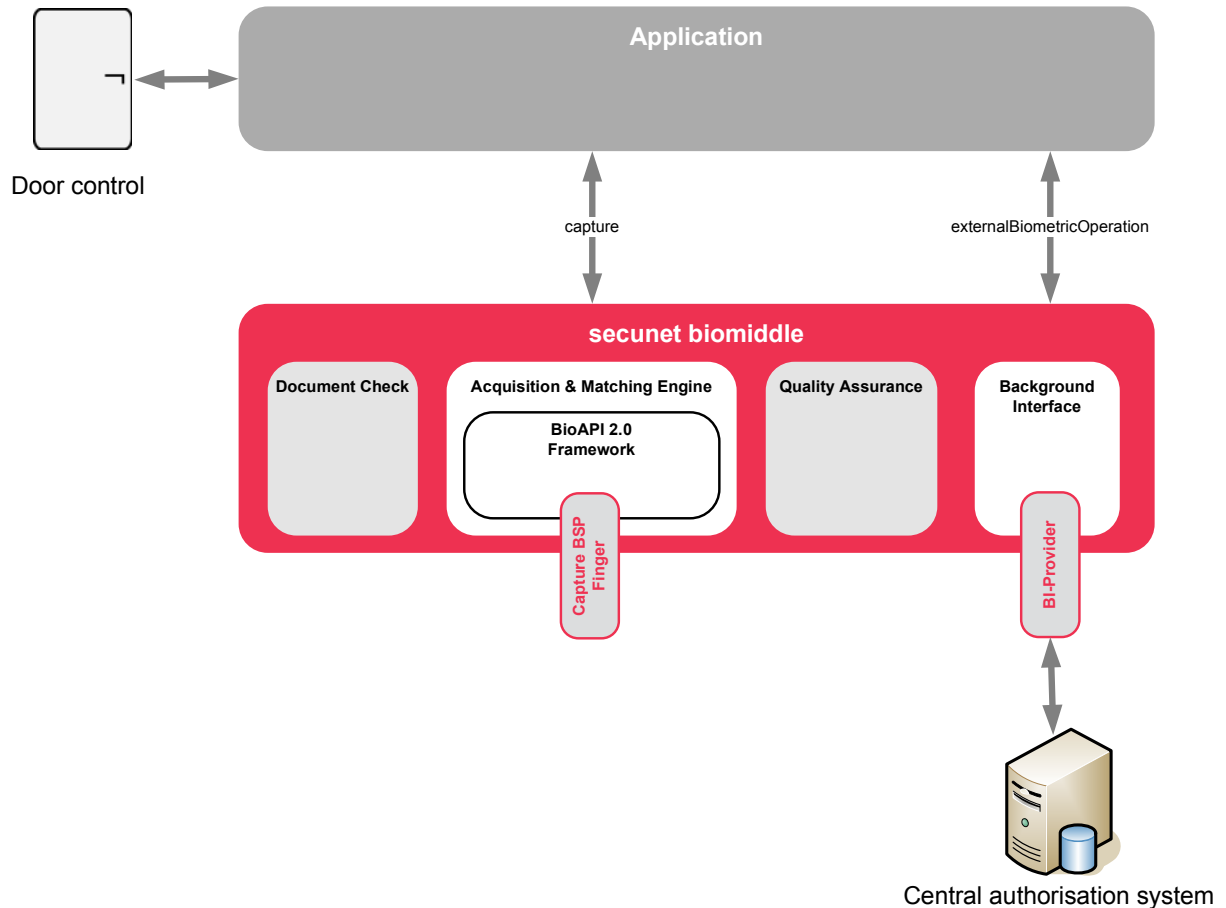 Application
Door control
capture
externalBiometricOperation
secunet biomiddle
Document Check
Acquisition & Matching Engine
BioAPI 2.0
Framework
Quality Assurance
Background
Interface
Capture BSP
Finger
BI-Provider
Central authorisation system